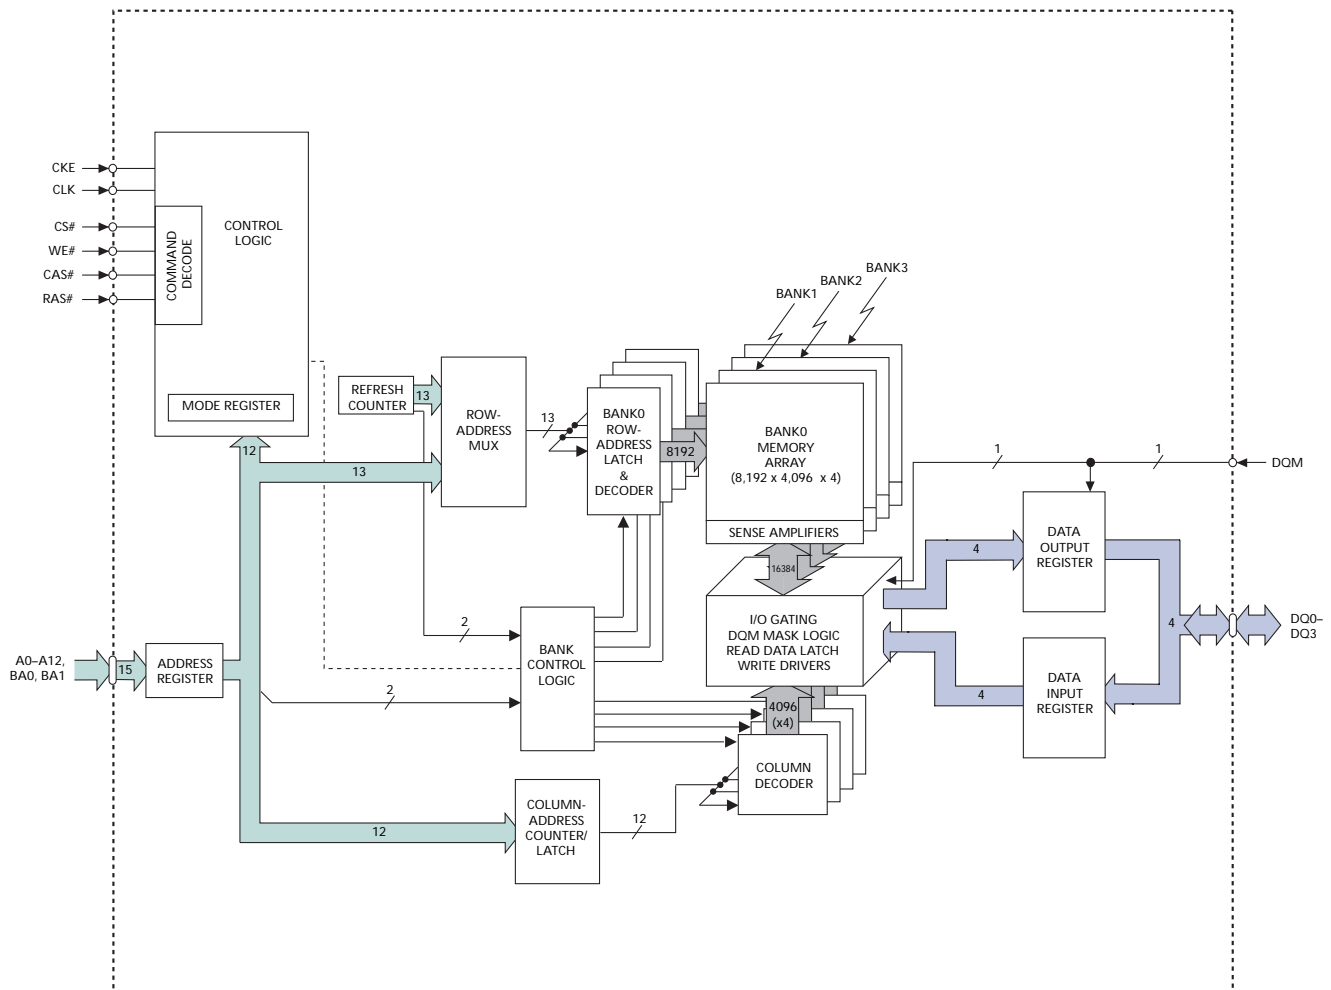 CKE
CLK
CS#
WE#
CAS#
RAS#
COMMAND
DECODE
CONTROL
LOGIC
MODE REGISTER
12
REFRESH
COUNTER
13
13
ROW-
ADDRESS
MUX
13
BANK0
ROW-
ADDRESS
LATCH
&
DECODER
8192
BANK1
BANK2
BANK3
BANK0
MEMORY
ARRAY
(8,192 x 4,096 x 4)
SENSE AMPLIFIERS
16384
I/O GATING
DQM MASK LOGIC
READ DATA LATCH
WRITE DRIVERS
1
1
DQM
DATA
OUTPUT
REGISTER
4
4
DQ0–
DQ3
DATA
INPUT
REGISTER
4
A0–A12,
BA0, BA1
15
ADDRESS
REGISTER
2
2
BANK
CONTROL
LOGIC
4096
(x4)
COLUMN
DECODER
12
COLUMN-
ADDRESS
COUNTER/
LATCH
12